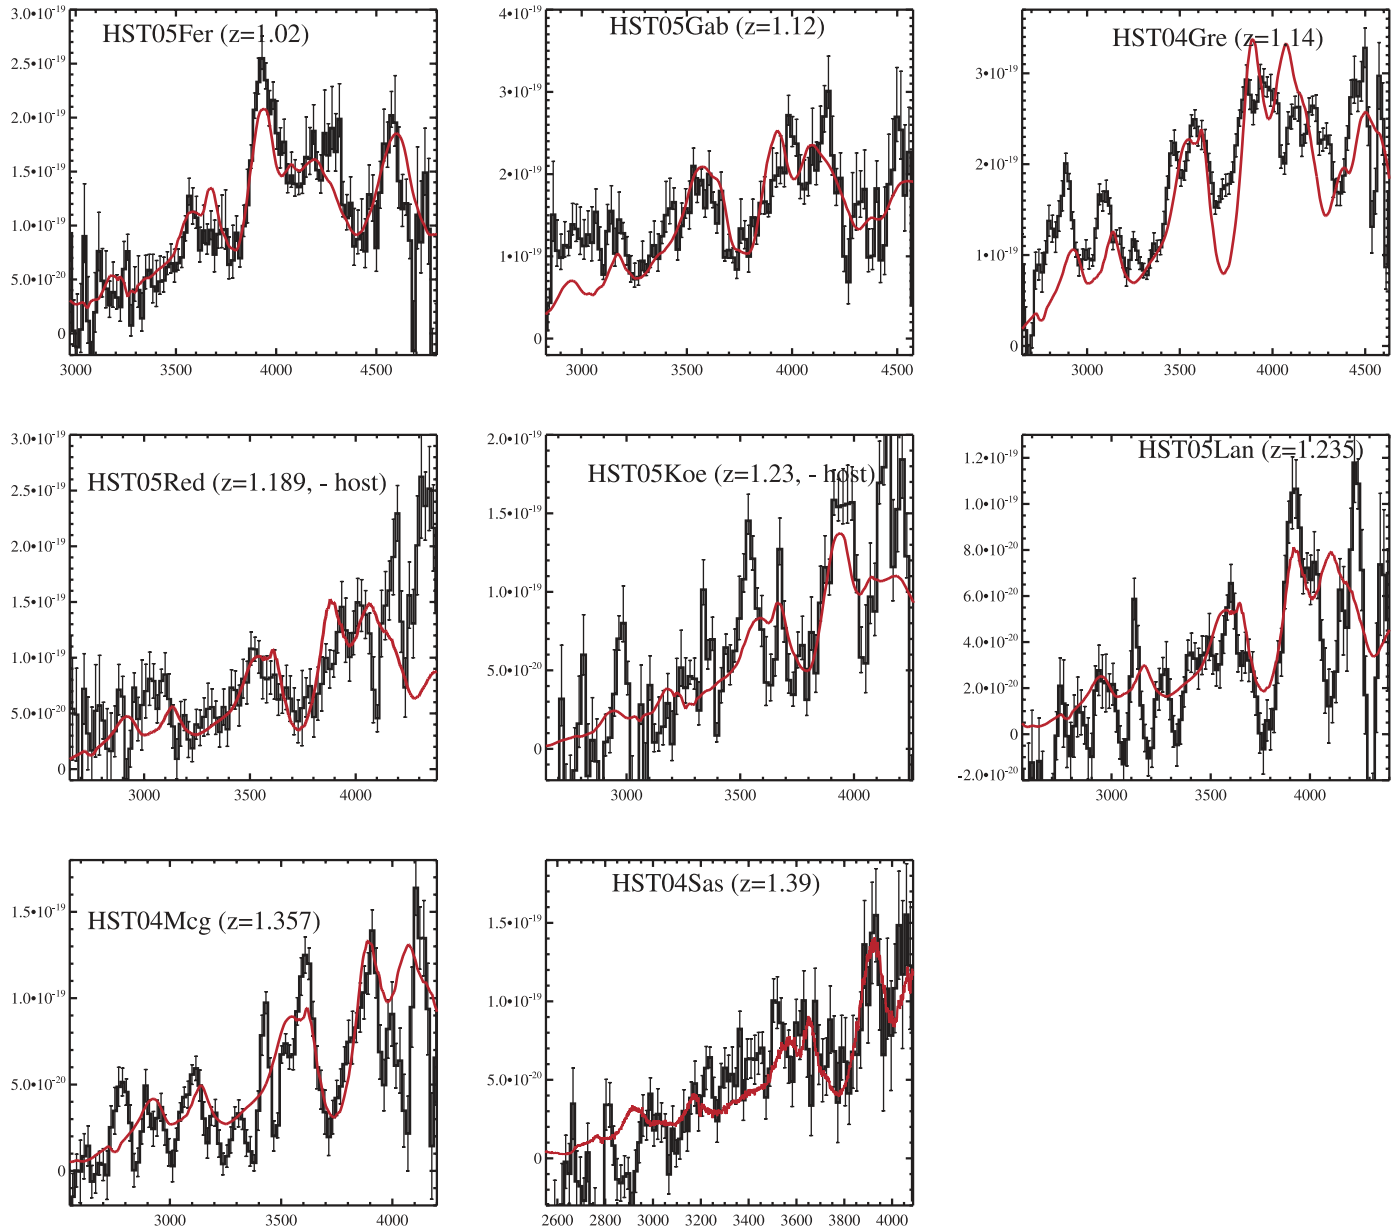 HST05Fer (z=1.02)
3.0•10⁻¹⁹
2.5•10⁻¹⁹
2.0•10⁻¹⁹
1.5•10⁻¹⁹
1.0•10⁻¹⁹
5.0•10⁻²⁰
0
3000 3500 4000 4500
HST05Gab (z=1.12)
4•10⁻¹⁹
4•10⁻¹⁹
2•10⁻¹⁹
2•10⁻¹⁹
1•10⁻¹⁹
0
3000 3500 4000 4500
HST04Gre (z=1.14)
3•10⁻¹⁹
2•10⁻¹⁹
1•10⁻¹⁹
0
3000 3500 4000 4500
HST05Red (z=1.189, - host)
3.0•10⁻¹⁹
2.5•10⁻¹⁹
2.0•10⁻¹⁹
1.5•10⁻¹⁹
1.0•10⁻¹⁹
5.0•10⁻²⁰
0
3000 3500 4000
HST05Koe (z=1.23, - host)
2.0•10⁻¹⁹
1.5•10⁻¹⁹
1.0•10⁻¹⁹
5.0•10⁻²⁰
0
3000 3500 4000
HST05Lan (z=1.235)
1.2•10⁻¹⁹
1.0•10⁻¹⁹
8.0•10⁻²⁰
6.0•10⁻²⁰
4.0•10⁻²⁰
2.0•10⁻²⁰
0
-2.0•10⁻²⁰
3000 3500 4000
HST04Mcg (z=1.357)
1.5•10⁻¹⁹
1.0•10⁻¹⁹
5.0•10⁻²⁰
0
3000 3500 4000
HST04Sas (z=1.39)
1.5•10⁻¹⁹
1.0•10⁻¹⁹
5.0•10⁻²⁰
0
2600 2800 3000 3200 3400 3600 3800 4000